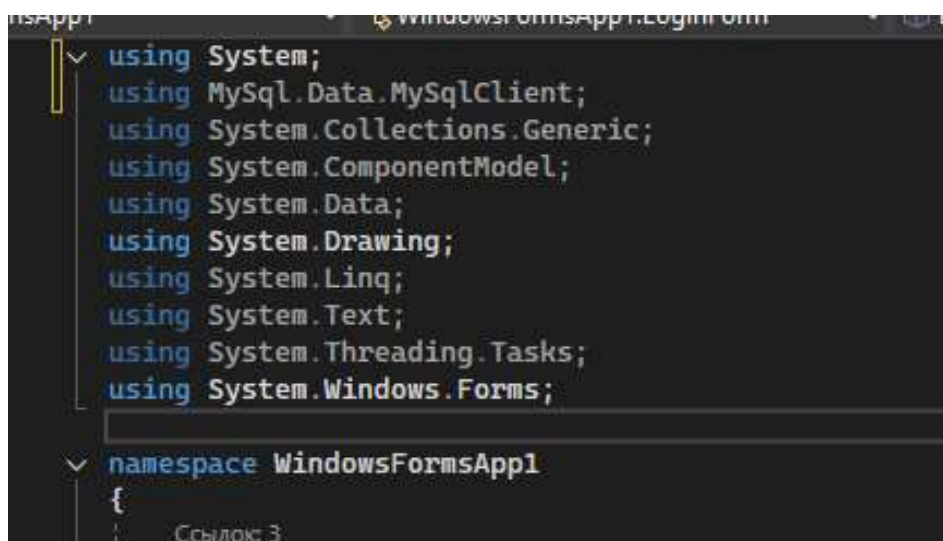 using System;
using MySql.Data.MySqlClient;
using System.Collections.Generic;
using System.ComponentModel;
using System.Data;
using System.Drawing;
using System.Linq;
using System.Text;
using System.Threading.Tasks;
using System.Windows.Forms;
namespace WindowsFormsApp1
{
Ссылок: 3